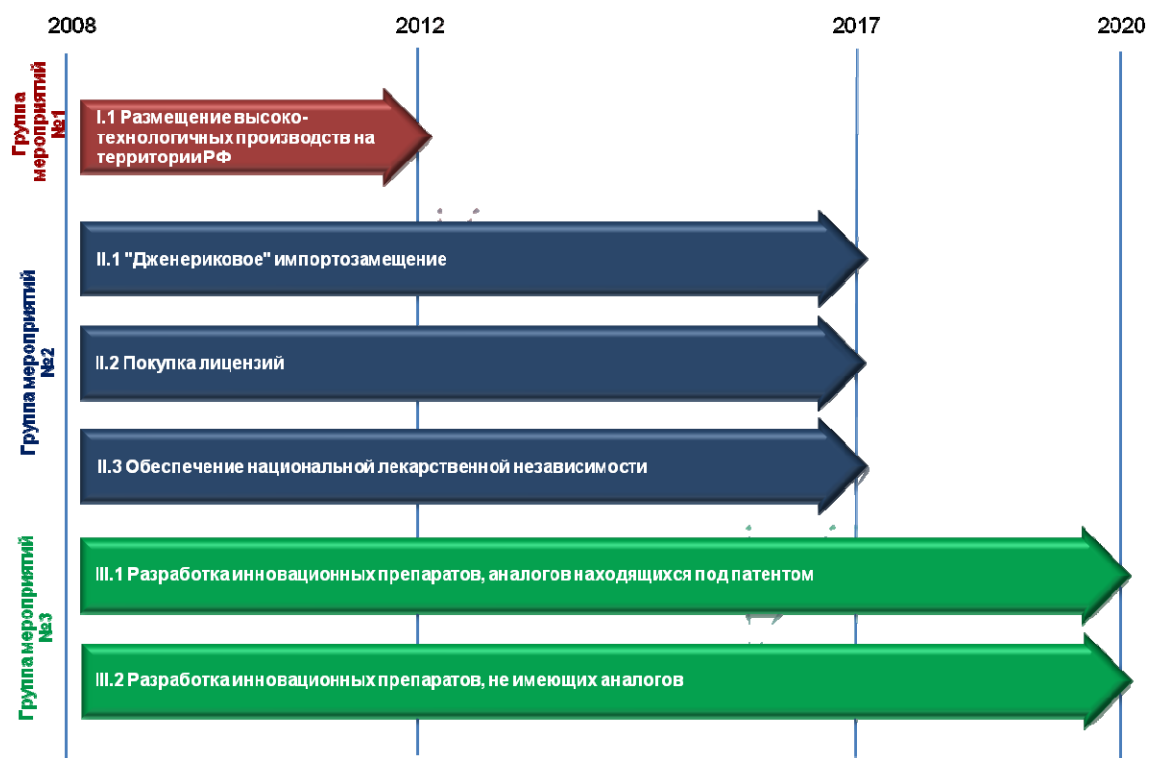 2008 2012 2017 2020
Группа
мероприятий
№1
I.1 Размещение высоко-
технологичных производств на
территории РФ
Группа мероприятий
№2
II.1 "Дженериковое" импортозамещение
II.2 Покупка лицензий
II.3 Обеспечение национальной лекарственной независимости
Группа мероприятий
№3
III.1 Разработка инновационных препаратов, аналогов находящихся под патентом
III.2 Разработка инновационных препаратов, не имеющих аналогов